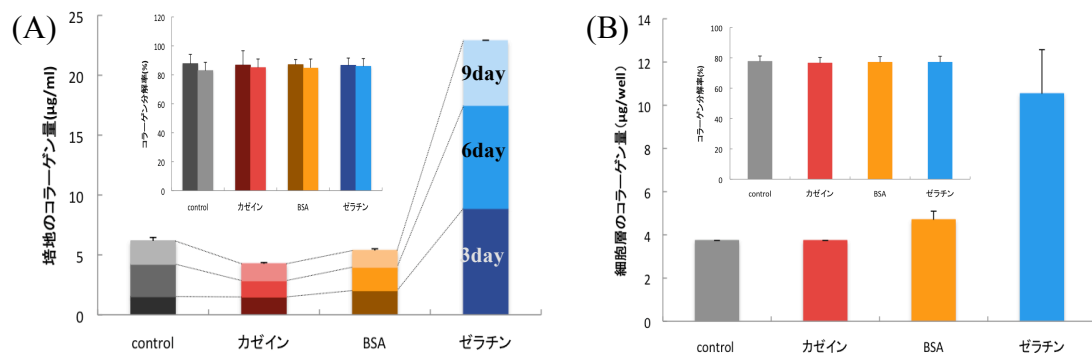 (A)
培地のコラーゲン量(μg/ml)
25
20
15
10
5
0
コラーゲン分解率(%)
120
100
80
60
40
20
0
control
カゼイン
BSA
ゼラチン
9day
6day
3day
control
カゼイン
BSA
ゼラチン
(B)
細胞層のコラーゲン量（μg/well）
14
12
10
8
6
4
2
0
コラーゲン分解率(%)
100
80
60
40
20
0
control
カゼイン
BSA
ゼラチン
control
カゼイン
BSA
ゼラチン